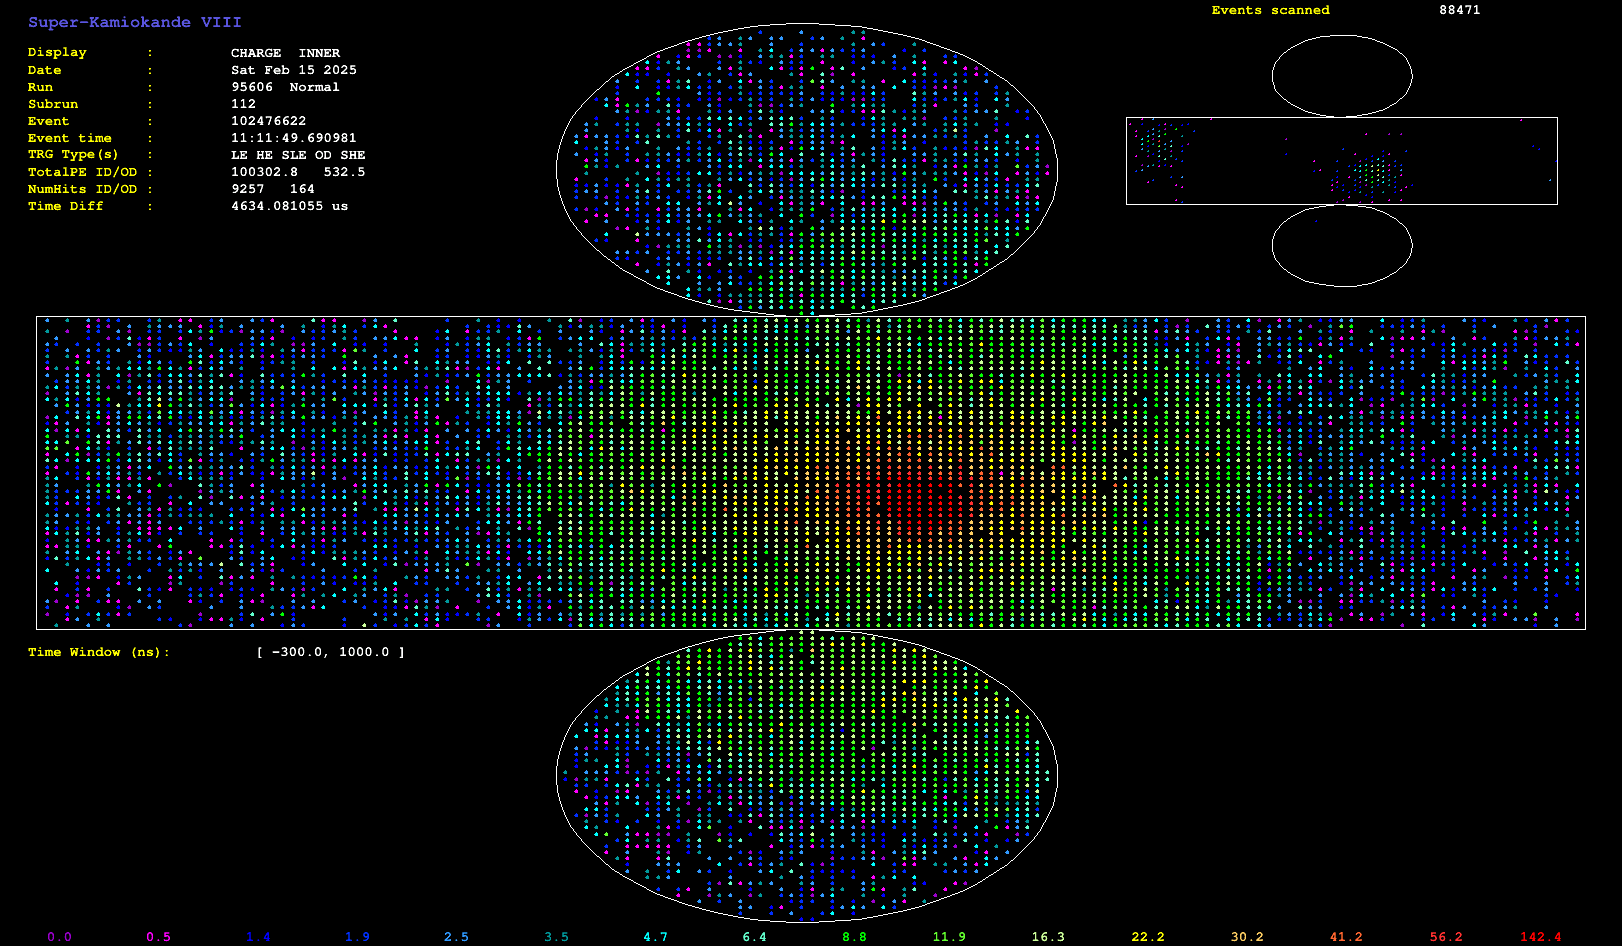 Super-Kamiokande VIII
Events scanned 88471
Display : CHARGE INNER
Date : Sat Feb 15 2025
Run : 95606 Normal
Subrun : 112
Event : 102476622
Event time : 11:11:49.690981
TRG Type(s) : LE HE SLE OD SHE
TotalPE ID/OD : 100302.8 532.5
NumHits ID/OD : 9257 164
Time Diff : 4634.081055 us
Time Window (ns): [ -300.0, 1000.0 ]
0.0 0.5 1.4 1.9 2.5 3.5 4.7 6.4 8.8 11.9 16.3 22.2 30.2 41.2 56.2 142.4